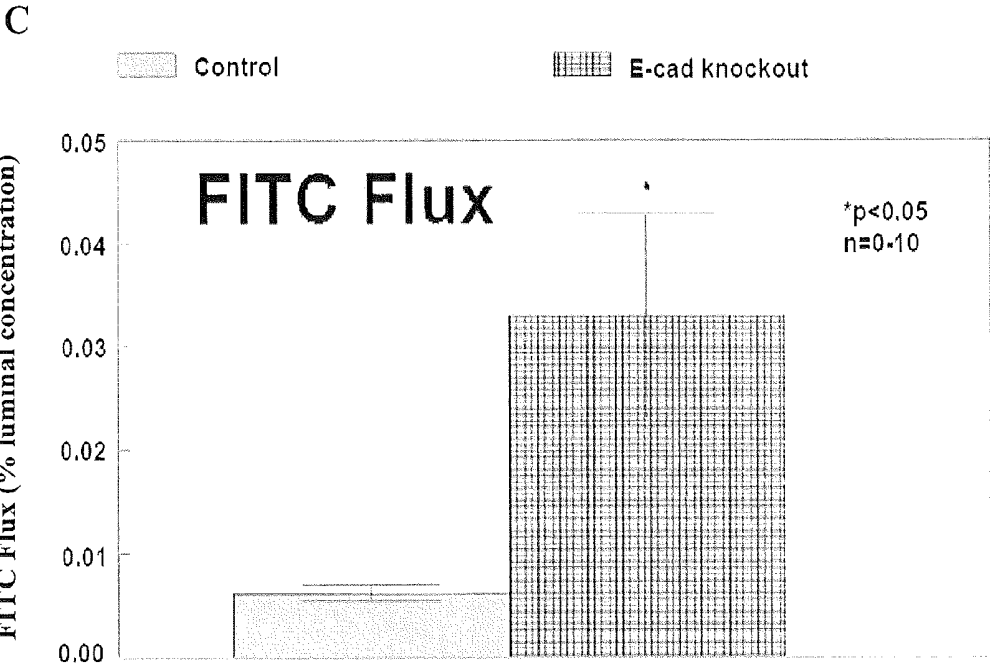 C
Control
E-cad knockout
FITC Flux (% luminal concentration)
0.05
0.04
0.03
0.02
0.01
0.00
FITC Flux
*
*p<0.05
n=0-10